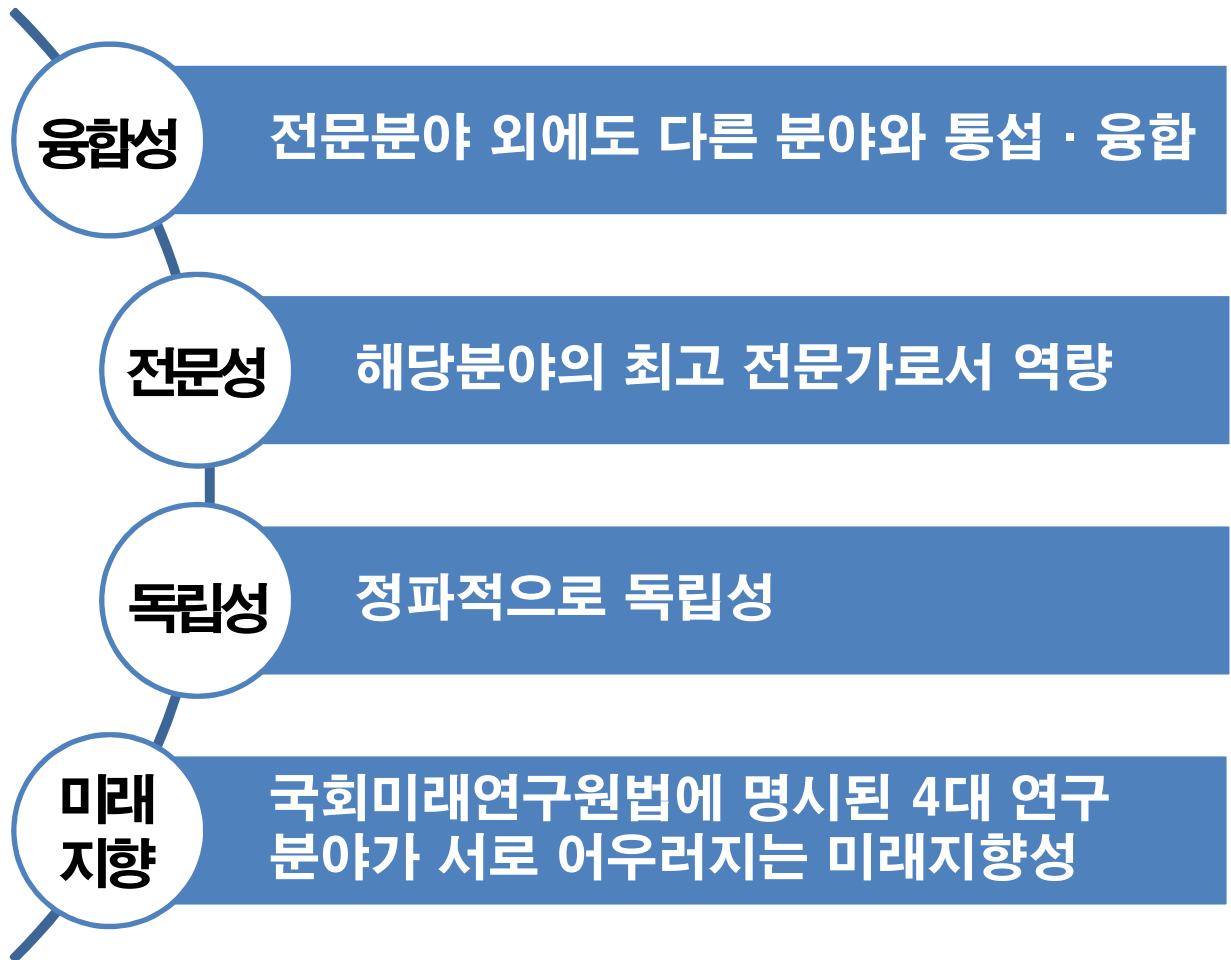 융합성
전문분야 외에도 다른 분야와 통섭 · 융합
전문성
해당분야의 최고 전문가로서 역량
독립성
정파적으로 독립성
미래
지향
국회미래연구원법에 명시된 4대 연구
분야가 서로 어우러지는 미래지향성